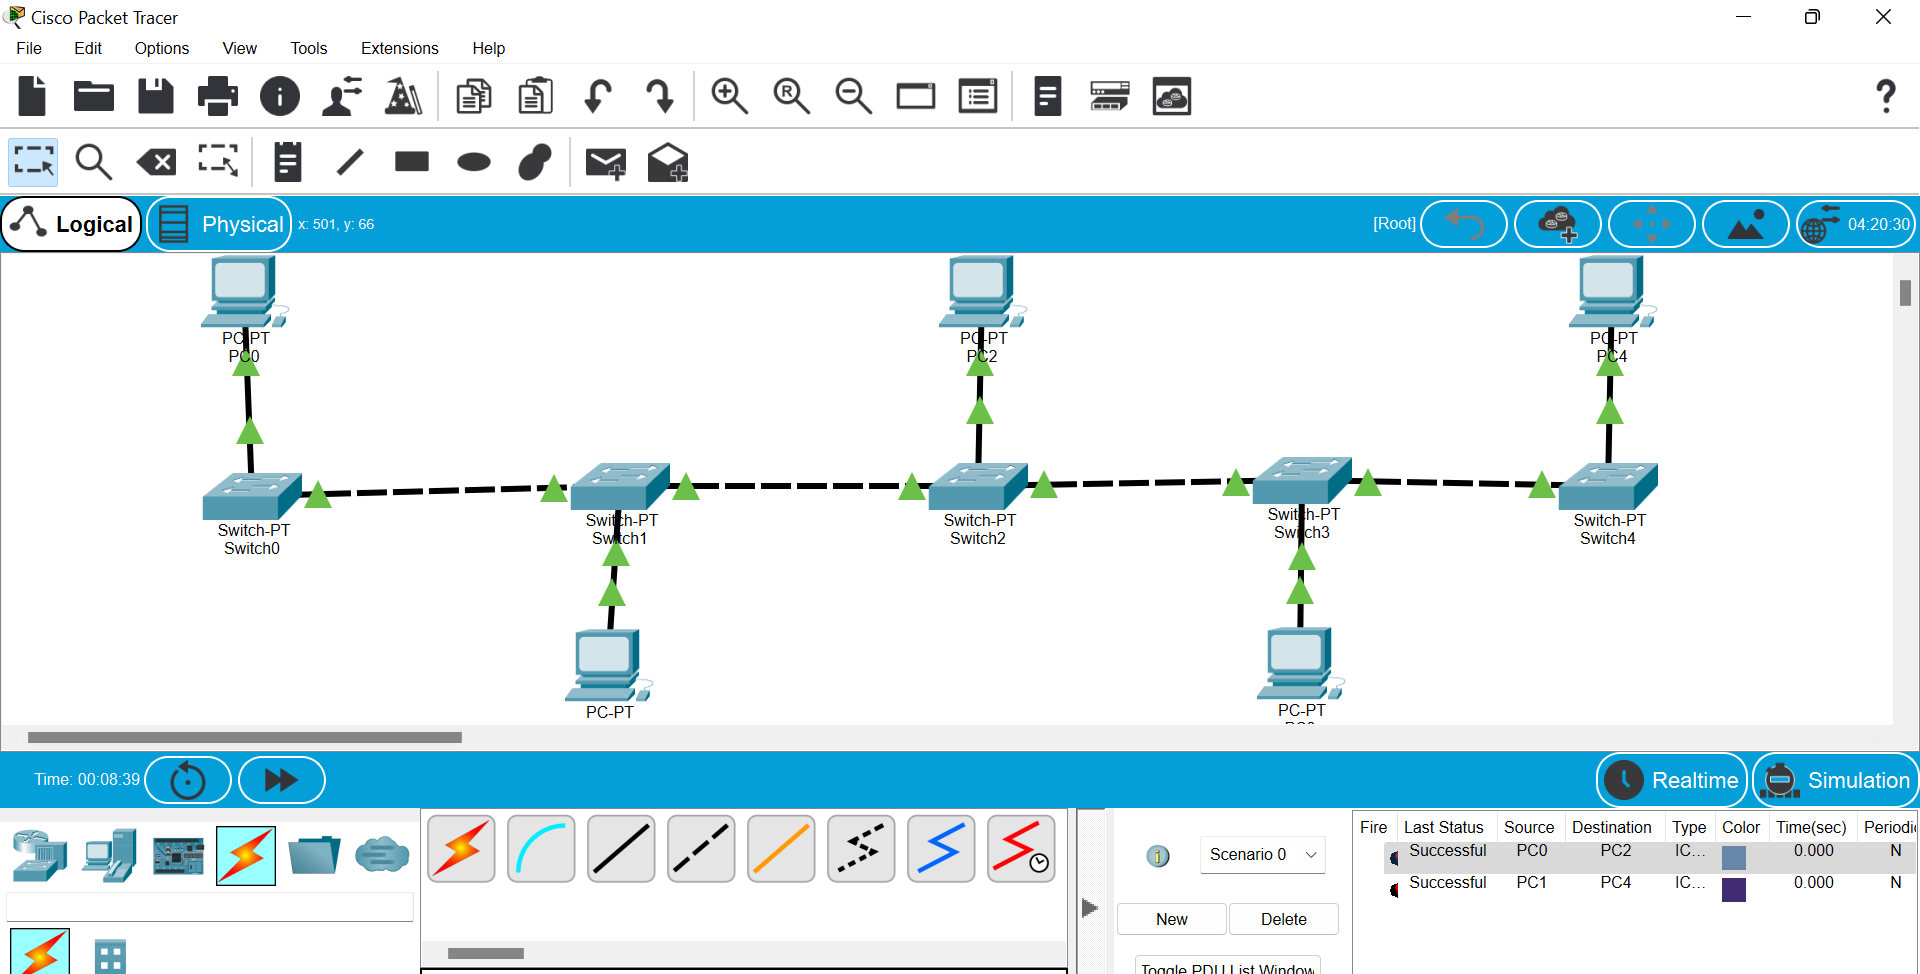 Cisco Packet Tracer
File Edit Options View Tools Extensions Help
Logical Physical x: 501, y: 66 [Root] 04:20:30
PC-PT
PC0
PC-PT
PC2
PC-PT
PC4
Switch-PT
Switch0
Switch-PT
Switch1
Switch-PT
Switch2
Switch-PT
Switch3
Switch-PT
Switch4
PC-PT
PC-PT
Time: 00:08:39 Realtime Simulation
Fire Last Status Source Destination Type Color Time(sec) Periodic
Successful PC0 PC2 IC... 0.000 N
Successful PC1 PC4 IC... 0.000 N
Scenario 0
New Delete
Toggle PDU List Window